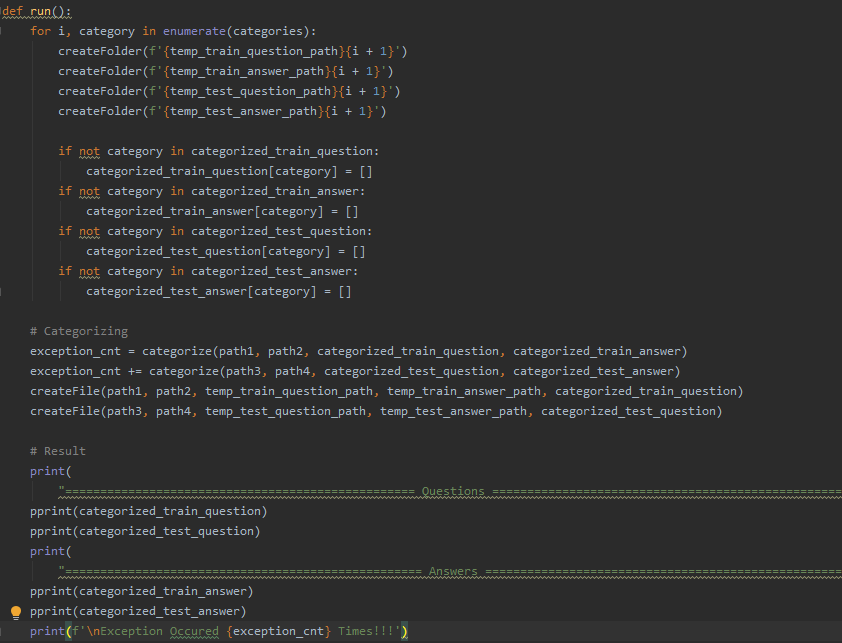 def run():
    for i, category in enumerate(categories):
        createFolder(f'{temp_train_question_path}{i + 1}')
        createFolder(f'{temp_train_answer_path}{i + 1}')
        createFolder(f'{temp_test_question_path}{i + 1}')
        createFolder(f'{temp_test_answer_path}{i + 1}')
        if not category in categorized_train_question:
            categorized_train_question[category] = []
        if not category in categorized_train_answer:
            categorized_train_answer[category] = []
        if not category in categorized_test_question:
            categorized_test_question[category] = []
        if not category in categorized_test_answer:
            categorized_test_answer[category] = []
    # Categorizing
    exception_cnt = categorize(path1, path2, categorized_train_question, categorized_train_answer)
    exception_cnt += categorize(path3, path4, categorized_test_question, categorized_test_answer)
    createFile(path1, path2, temp_train_question_path, temp_train_answer_path, categorized_train_question)
    createFile(path3, path4, temp_test_question_path, temp_test_answer_path, categorized_test_question)
    # Result
    print(
        "================================================== Questions ==================================================
    pprint(categorized_train_question)
    pprint(categorized_test_question)
    print(
        "=================================================== Answers ===================================================
    pprint(categorized_train_answer)
    pprint(categorized_test_answer)
    print(f'\nException Occured {exception_cnt} Times!!!')